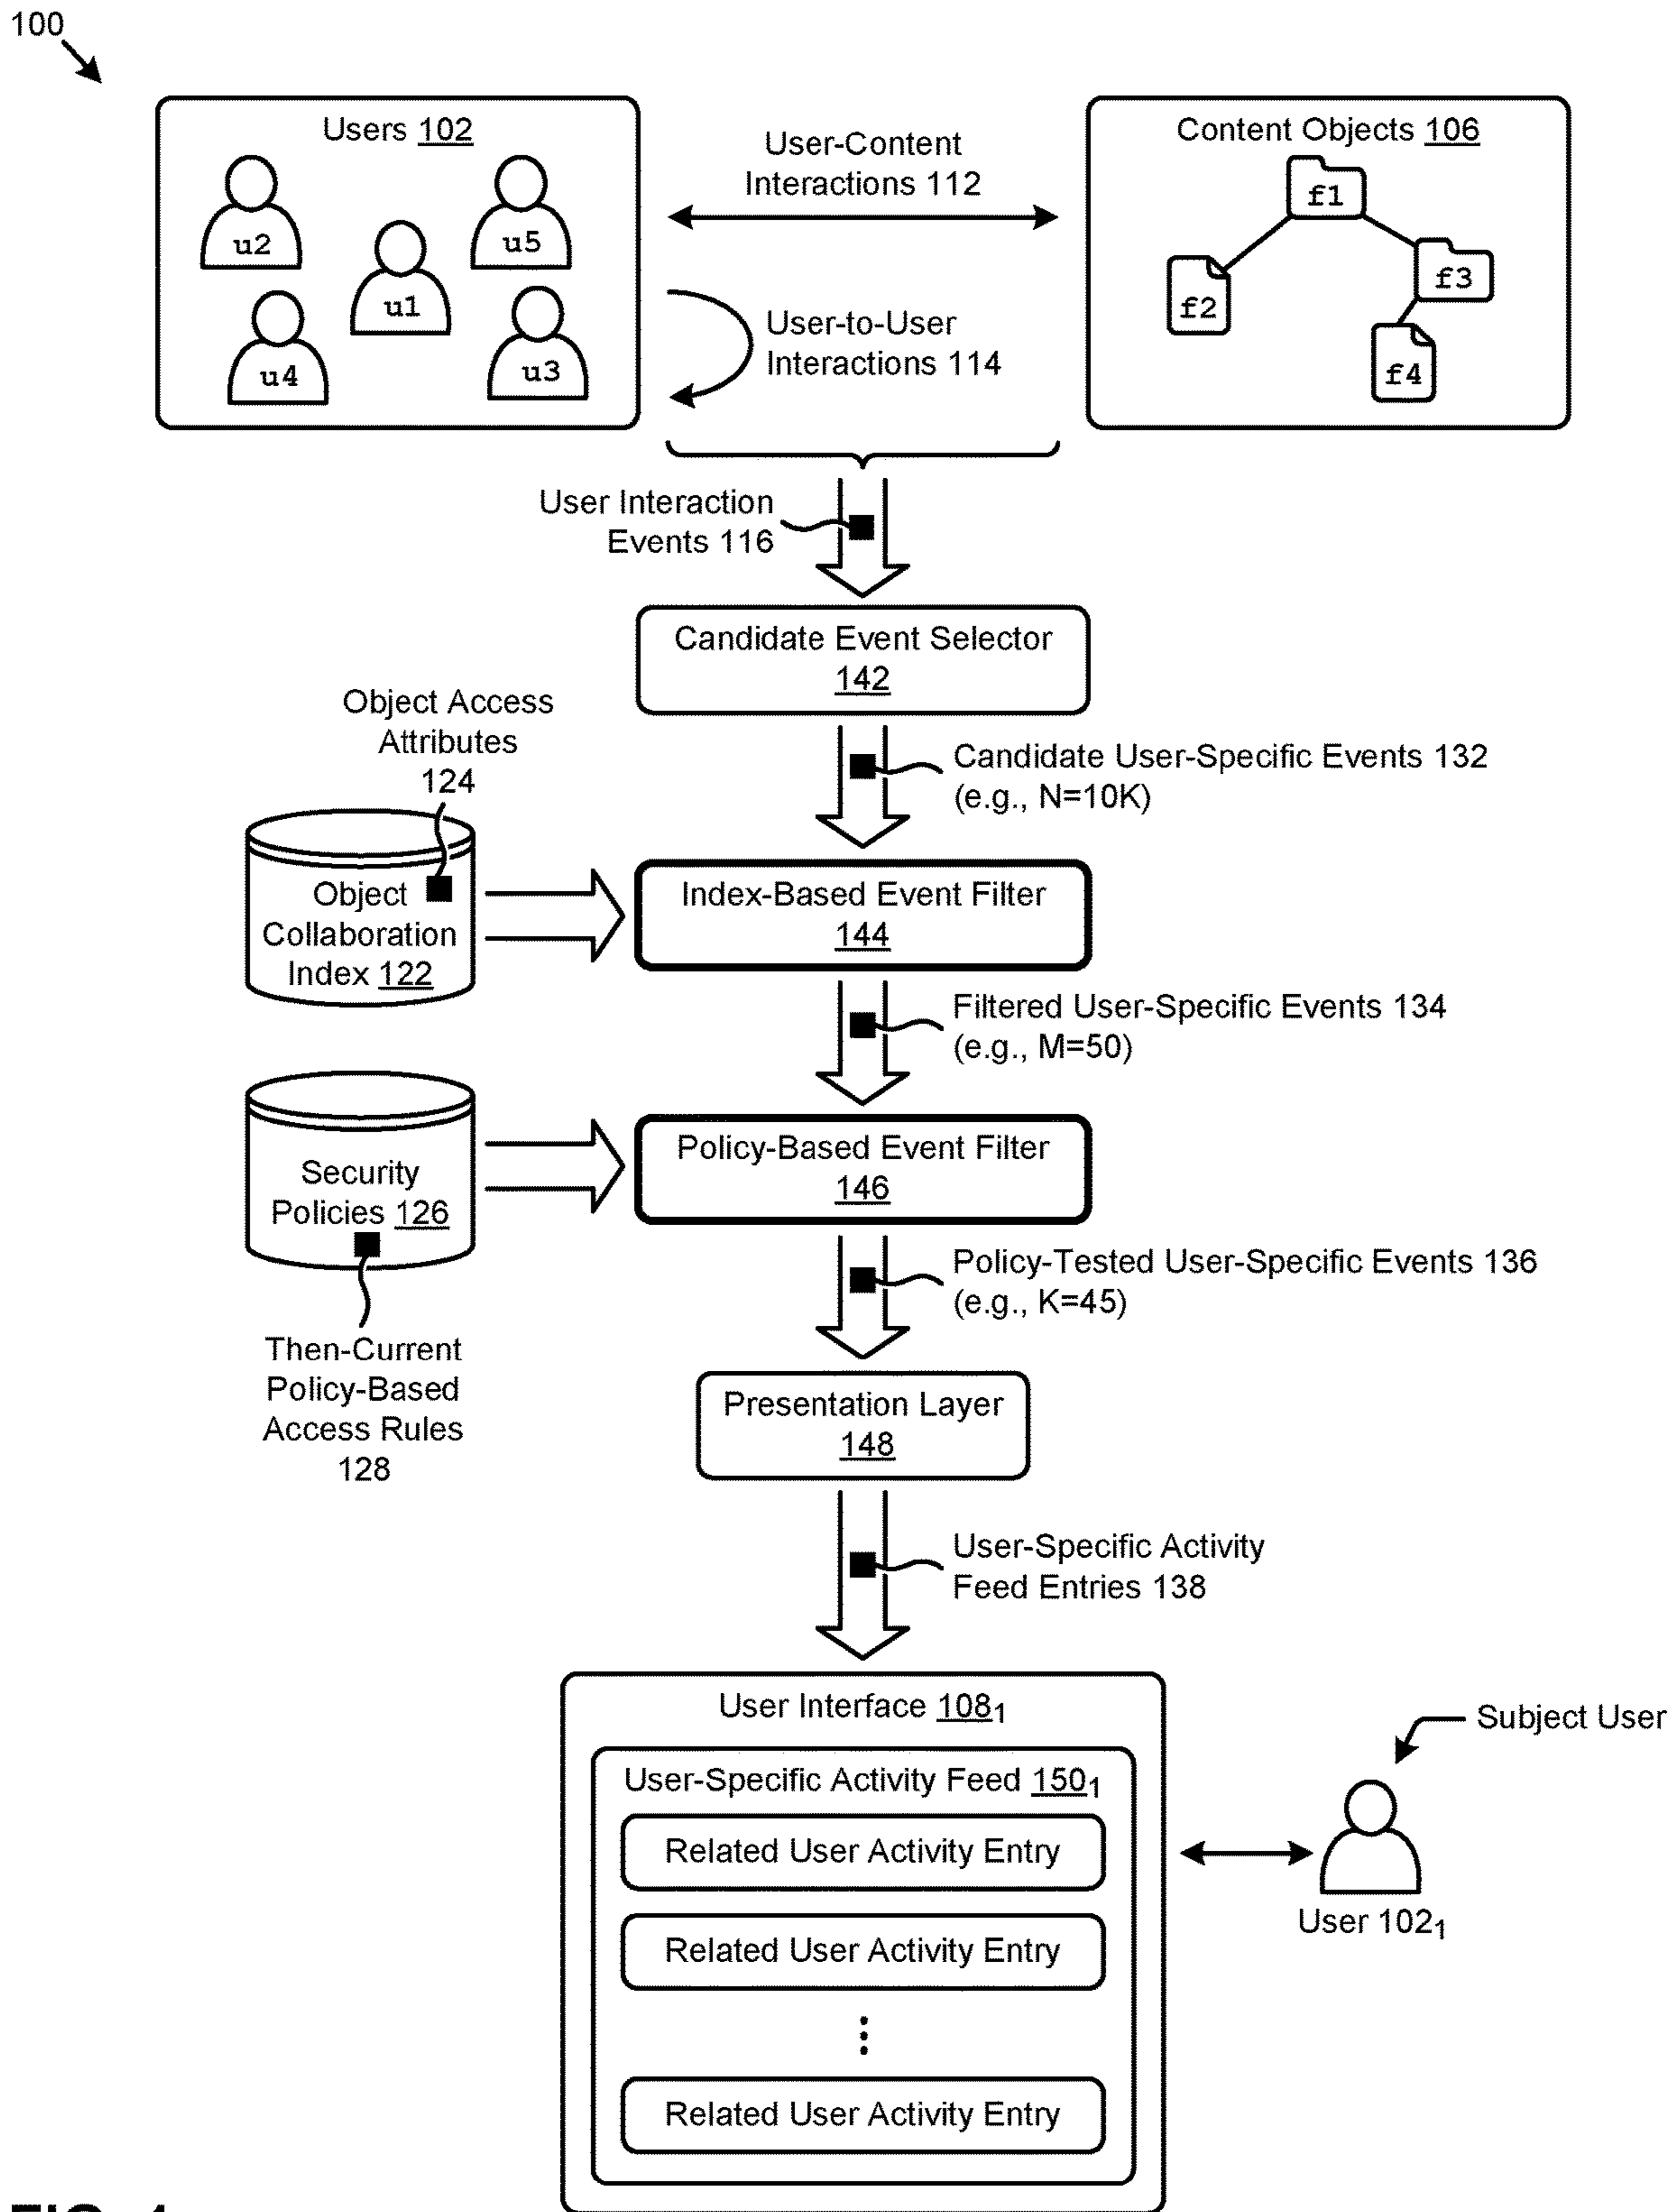 100
Users 102
u2
u5
u1
u4
u3
User-Content
Interactions 112
User-to-User
Interactions 114
Content Objects 106
f1
f2
f3
f4
User Interaction
Events 116
Candidate Event Selector
142
Candidate User-Specific Events 132
(e.g., N=10K)
Object Access
Attributes
124
Object
Collaboration
Index 122
Index-Based Event Filter
144
Filtered User-Specific Events 134
(e.g., M=50)
Security
Policies 126
Policy-Based Event Filter
146
Policy-Tested User-Specific Events 136
(e.g., K=45)
Then-Current
Policy-Based
Access Rules
128
Presentation Layer
148
User-Specific Activity
Feed Entries 138
User Interface 108₁
User-Specific Activity Feed 150₁
Related User Activity Entry
Related User Activity Entry
Related User Activity Entry
Subject User
User 102₁